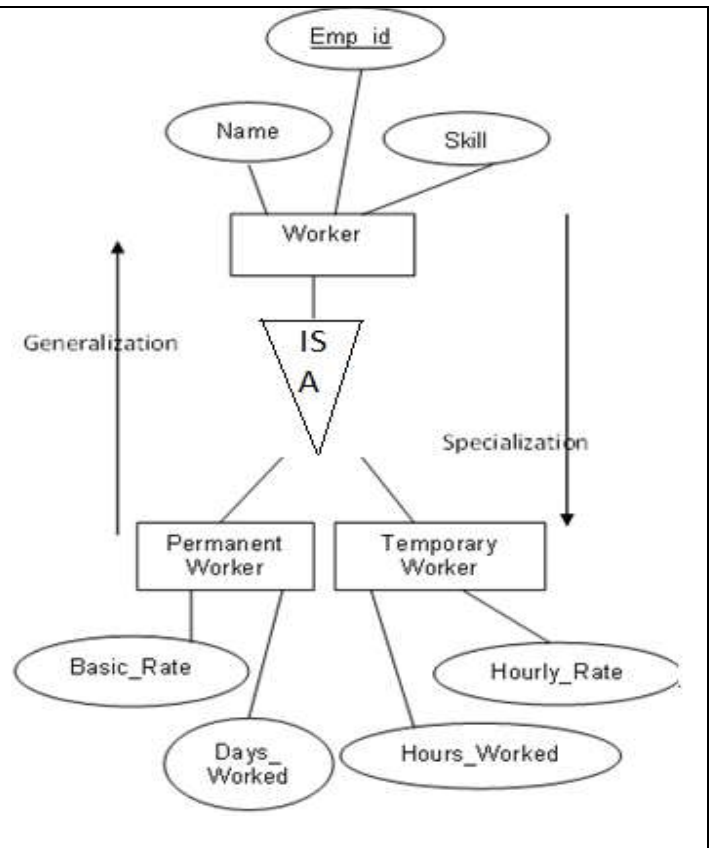 Emp_id
Name
Skill
Worker
IS
A
Generalization
Specialization
Permanent
Worker
Temporary
Worker
Basic_Rate
Hourly_Rate
Days_
Worked
Hours_Worked